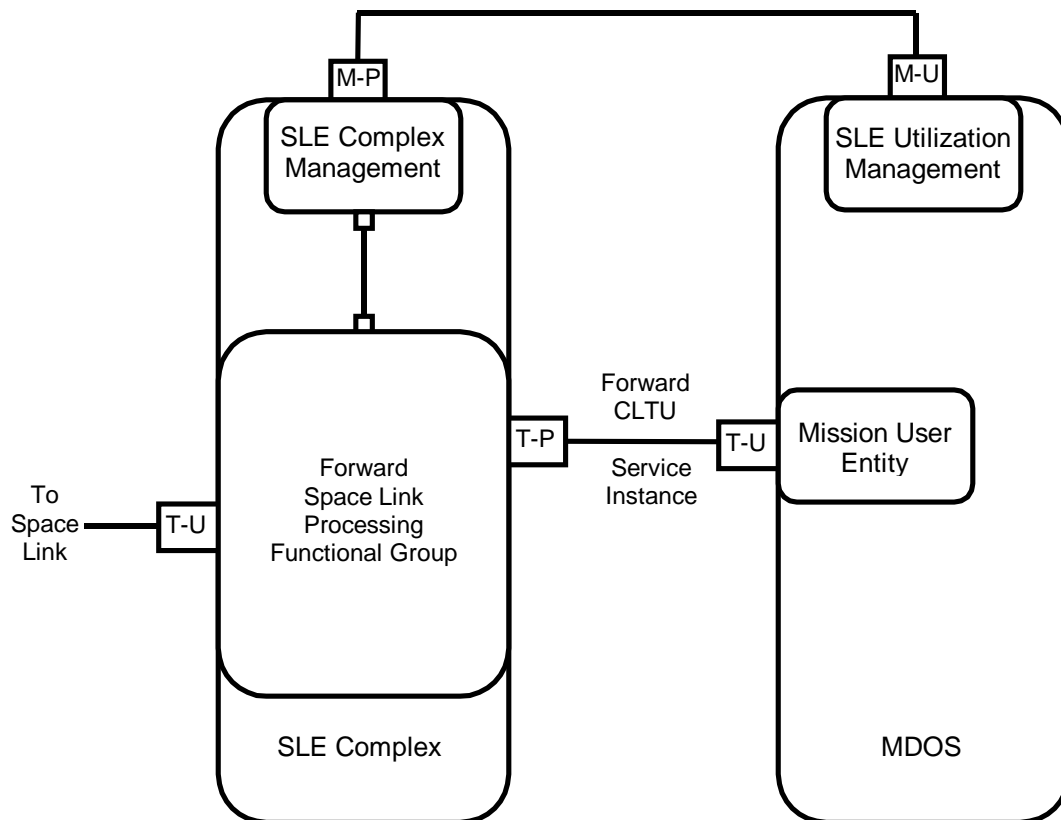 M-P
M-U
SLE Complex
Management
SLE Utilization
Management
Forward
CLTU
T-P
T-U
Mission User
Entity
Service
Instance
Forward
Space Link
Processing
Functional Group
To
Space
Link
T-U
SLE Complex
MDOS